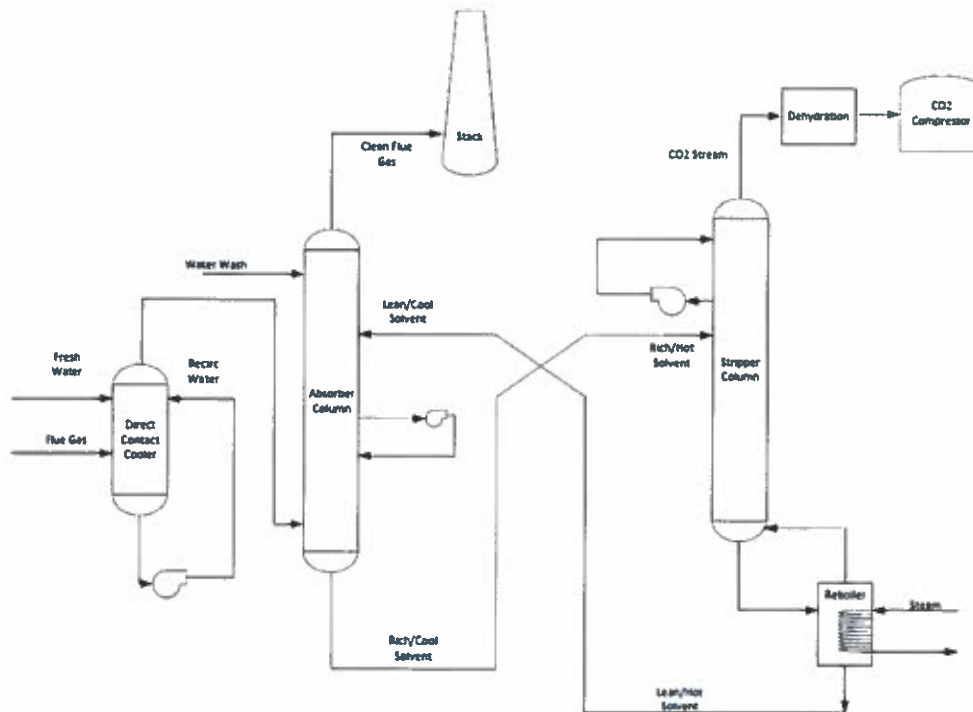 Dehydration
CO2
Compressor
Stack
Clean Flue
Gas
CO2 Stream
Water Wash
Lean/Cool
Solvent
Fresh
Water
Recirc
Water
Rich/Hot
Solvent
Stripper
Column
Absorber
Column
Direct
Contact
Cooler
Flue Gas
Reboiler
Steam
Rich/Cool
Solvent
Lean/Hot
Solvent